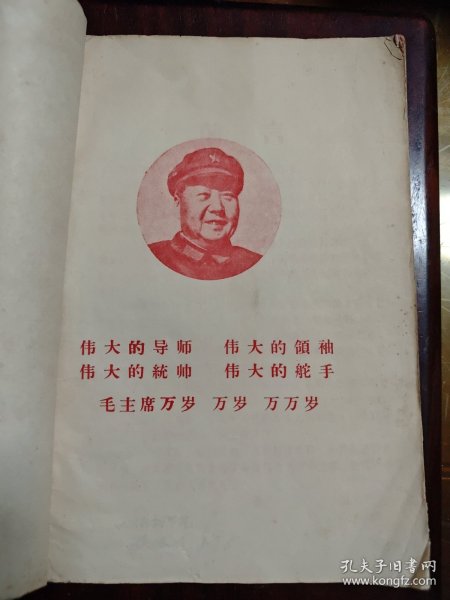 伟大的导师 伟大的領袖
伟大的統帅 伟大的舵手
毛主席万岁 万岁 万万岁
孔夫子旧书网
www.kongfz.com